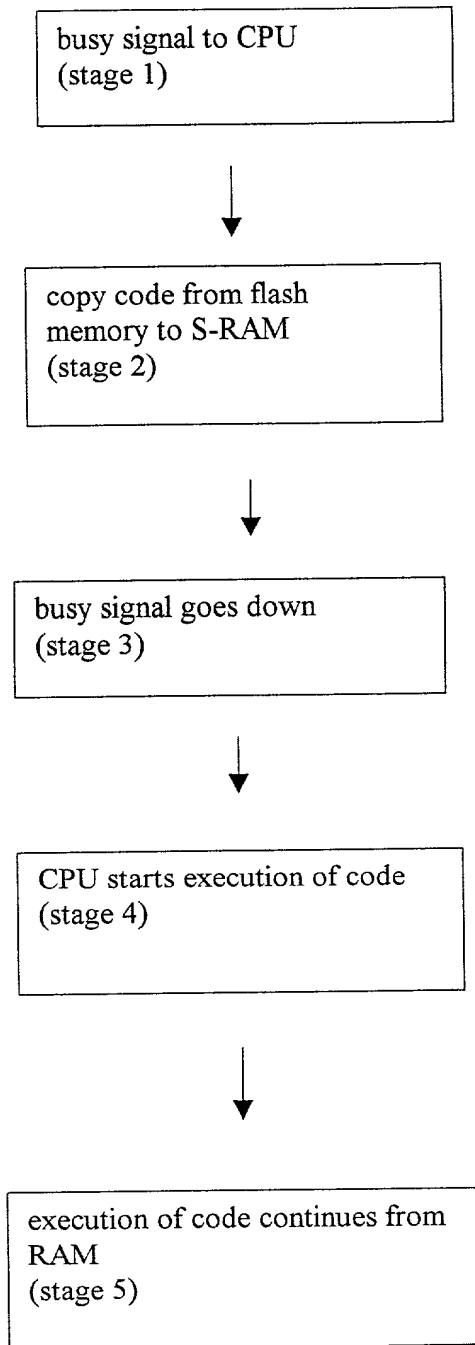 busy signal to CPU
(stage 1)
copy code from flash
memory to S-RAM
(stage 2)
busy signal goes down
(stage 3)
CPU starts execution of code
(stage 4)
execution of code continues from
RAM
(stage 5)